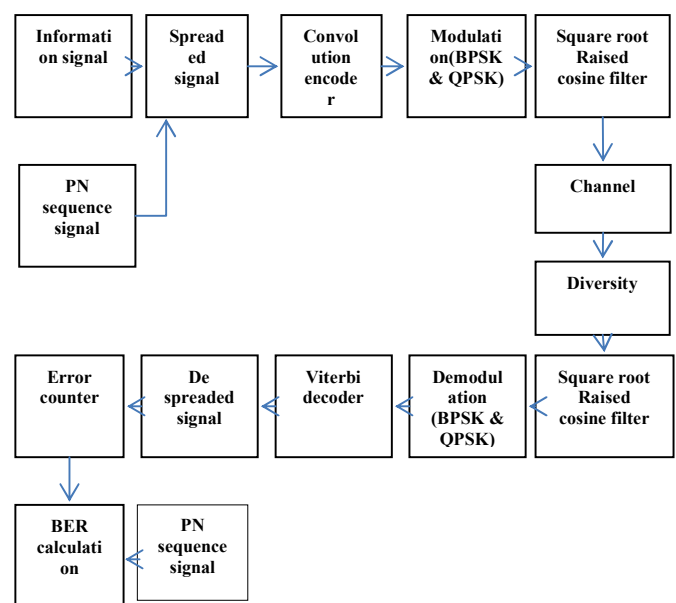 Informati
on signal
Spread
ed
signal
Convol
ution
encode
r
Modulati
on(BPSK
& QPSK)
Square root
Raised
cosine filter
PN
sequence
signal
Channel
Diversity
Error
counter
De
spreaded
signal
Viterbi
decoder
Demodul
ation
(BPSK &
QPSK)
Square root
Raised
cosine filter
BER
calculati
on
PN
sequence
signal